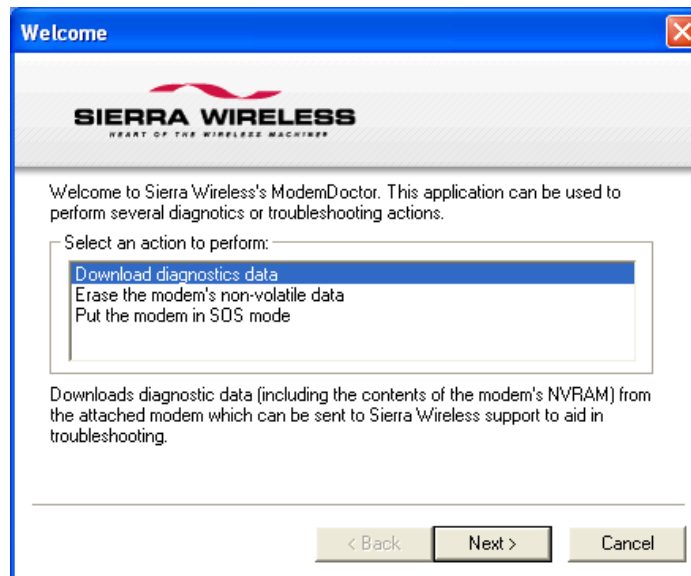 Welcome
SIERRA WIRELESS
HEART OF THE WIRELESS MACHINE®
Welcome to Sierra Wireless's ModemDoctor. This application can be used to
perform several diagnotics or troubleshooting actions.
Select an action to perform:
Download diagnostics data
Erase the modem's non-volatile data
Put the modem in SOS mode
Downloads diagnostic data (including the contents of the modem's NVRAM) from
the attached modem which can be sent to Sierra Wireless support to aid in
troubleshooting.
< Back
Next >
Cancel